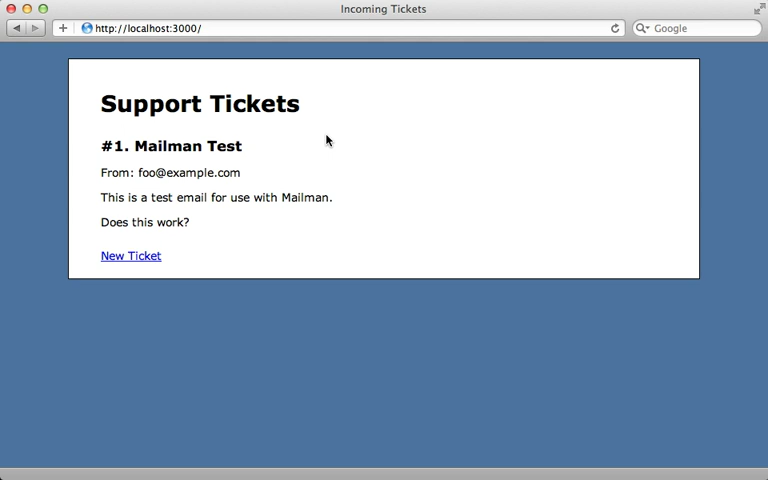 Incoming Tickets
http://localhost:3000/
Google
Support Tickets
#1. Mailman Test
From: foo@example.com
This is a test email for use with Mailman.
Does this work?
New Ticket